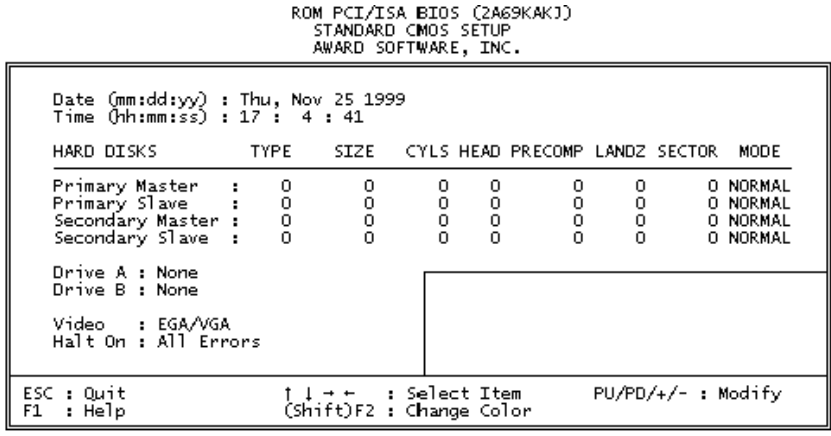 ROM PCI/ISA BIOS (2A69KAKJ)
STANDARD CMOS SETUP
AWARD SOFTWARE, INC.
Date (mm:dd:yy) : Thu, Nov 25 1999
Time (hh:mm:ss) : 17 : 4 : 41
HARD DISKS TYPE SIZE CYLS HEAD PRECOMP LANDZ SECTOR MODE
Primary Master : 0 0 0 0 0 0 0 NORMAL
Primary Slave : 0 0 0 0 0 0 0 NORMAL
Secondary Master : 0 0 0 0 0 0 0 NORMAL
Secondary Slave : 0 0 0 0 0 0 0 NORMAL
Drive A : None
Drive B : None
Video : EGA/VGA
Halt On : All Errors
ESC : Quit ↑ ↓ → ← : Select Item PU/PD/+/- : Modify
F1 : Help (Shift)F2 : Change Color